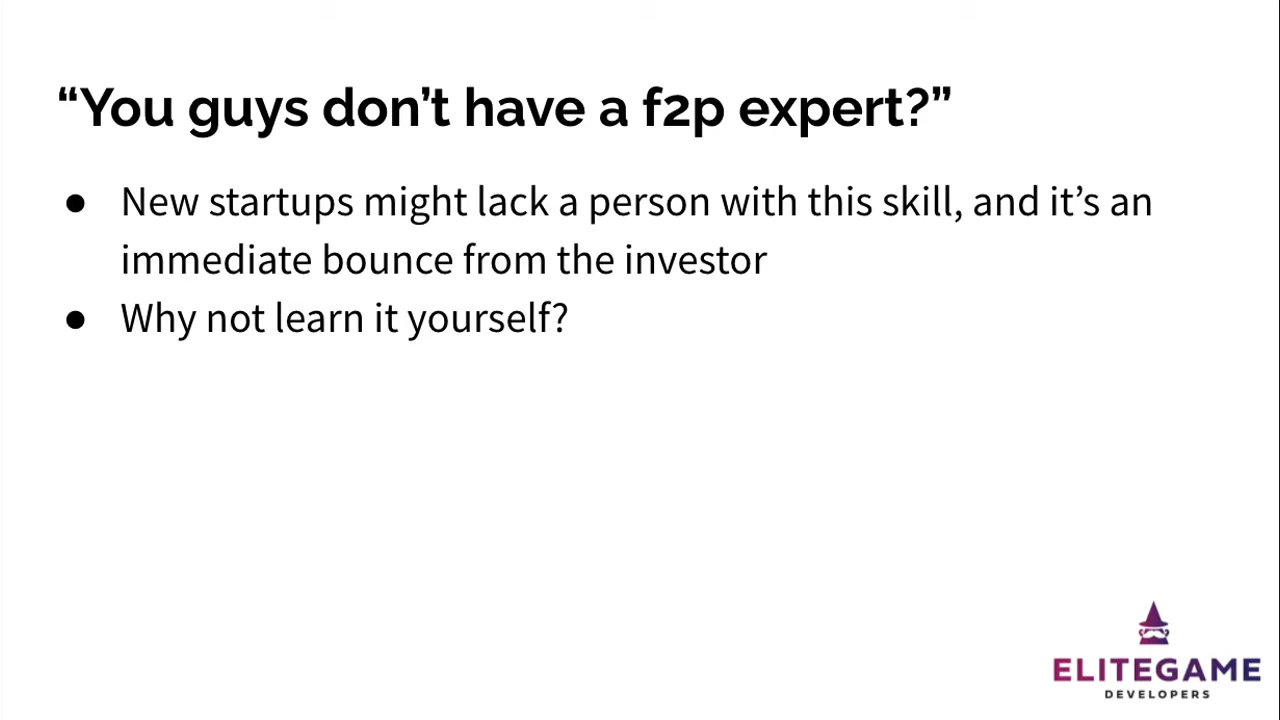 “You guys don’t have a f2p expert?”
● New startups might lack a person with this skill, and it’s an
immediate bounce from the investor
● Why not learn it yourself?
ELITEGAME
DEVELOPERS